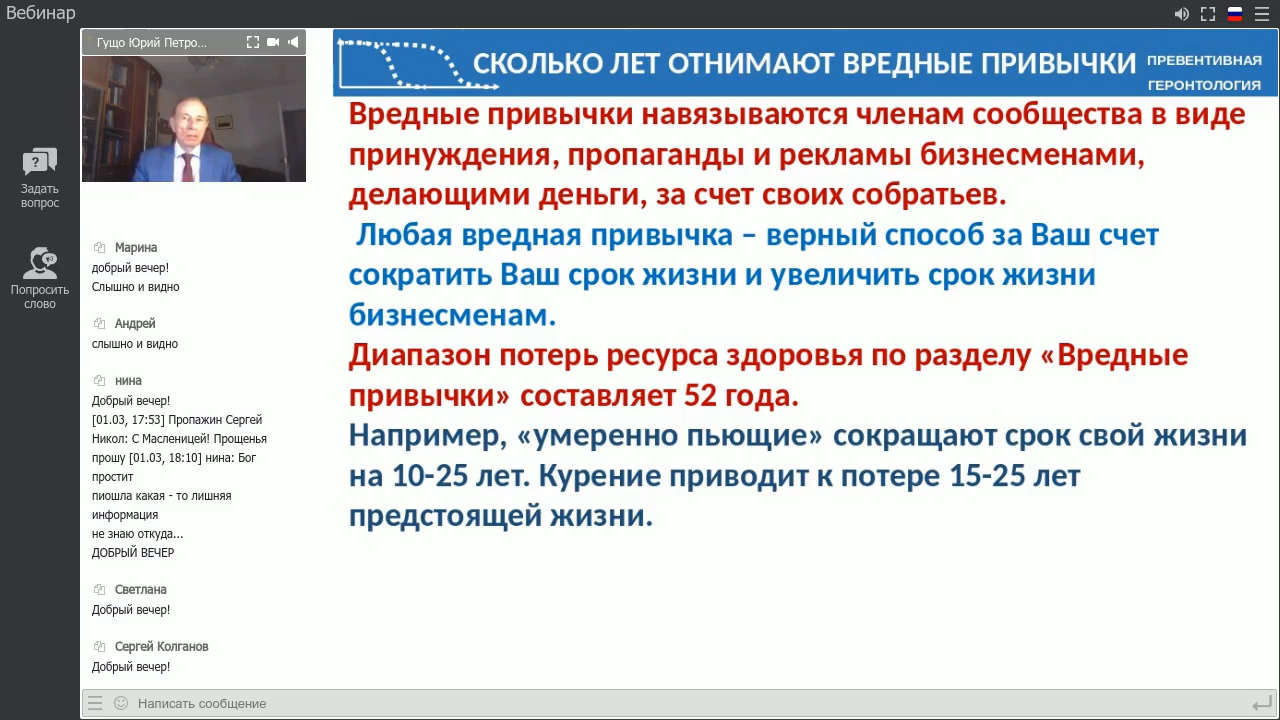 Вебинар
Гущо Юрий Петро...
Задать
вопрос
Попросить
слово
Марина
добрый вечер!
Слышно и видно
Андрей
слышно и видно
нина
Добрый вечер!
[01.03, 17:53] Пропажин Сергей
Никол: С Масленицей! Прощенья
прошу [01.03, 18:10] нина: Бог
простит
пиошла какая - то лишняя
информация
не знаю откуда...
ДОБРЫЙ ВЕЧЕР
Светлана
Добрый вечер!
Сергей Колганов
Добрый вечер!
Написать сообщение
СКОЛЬКО ЛЕТ ОТНИМАЮТ ВРЕДНЫЕ ПРИВЫЧКИ
ПРЕВЕНТИВНАЯ
ГЕРОНТОЛОГИЯ
Вредные привычки навязываются членам сообщества в виде
принуждения, пропаганды и рекламы бизнесменами,
делающими деньги, за счет своих собратьев.
Любая вредная привычка – верный способ за Ваш счет
сократить Ваш срок жизни и увеличить срок жизни
бизнесменам.
Диапазон потерь ресурса здоровья по разделу «Вредные
привычки» составляет 52 года.
Например, «умеренно пьющие» сокращают срок свой жизни
на 10-25 лет. Курение приводит к потере 15-25 лет
предстоящей жизни.